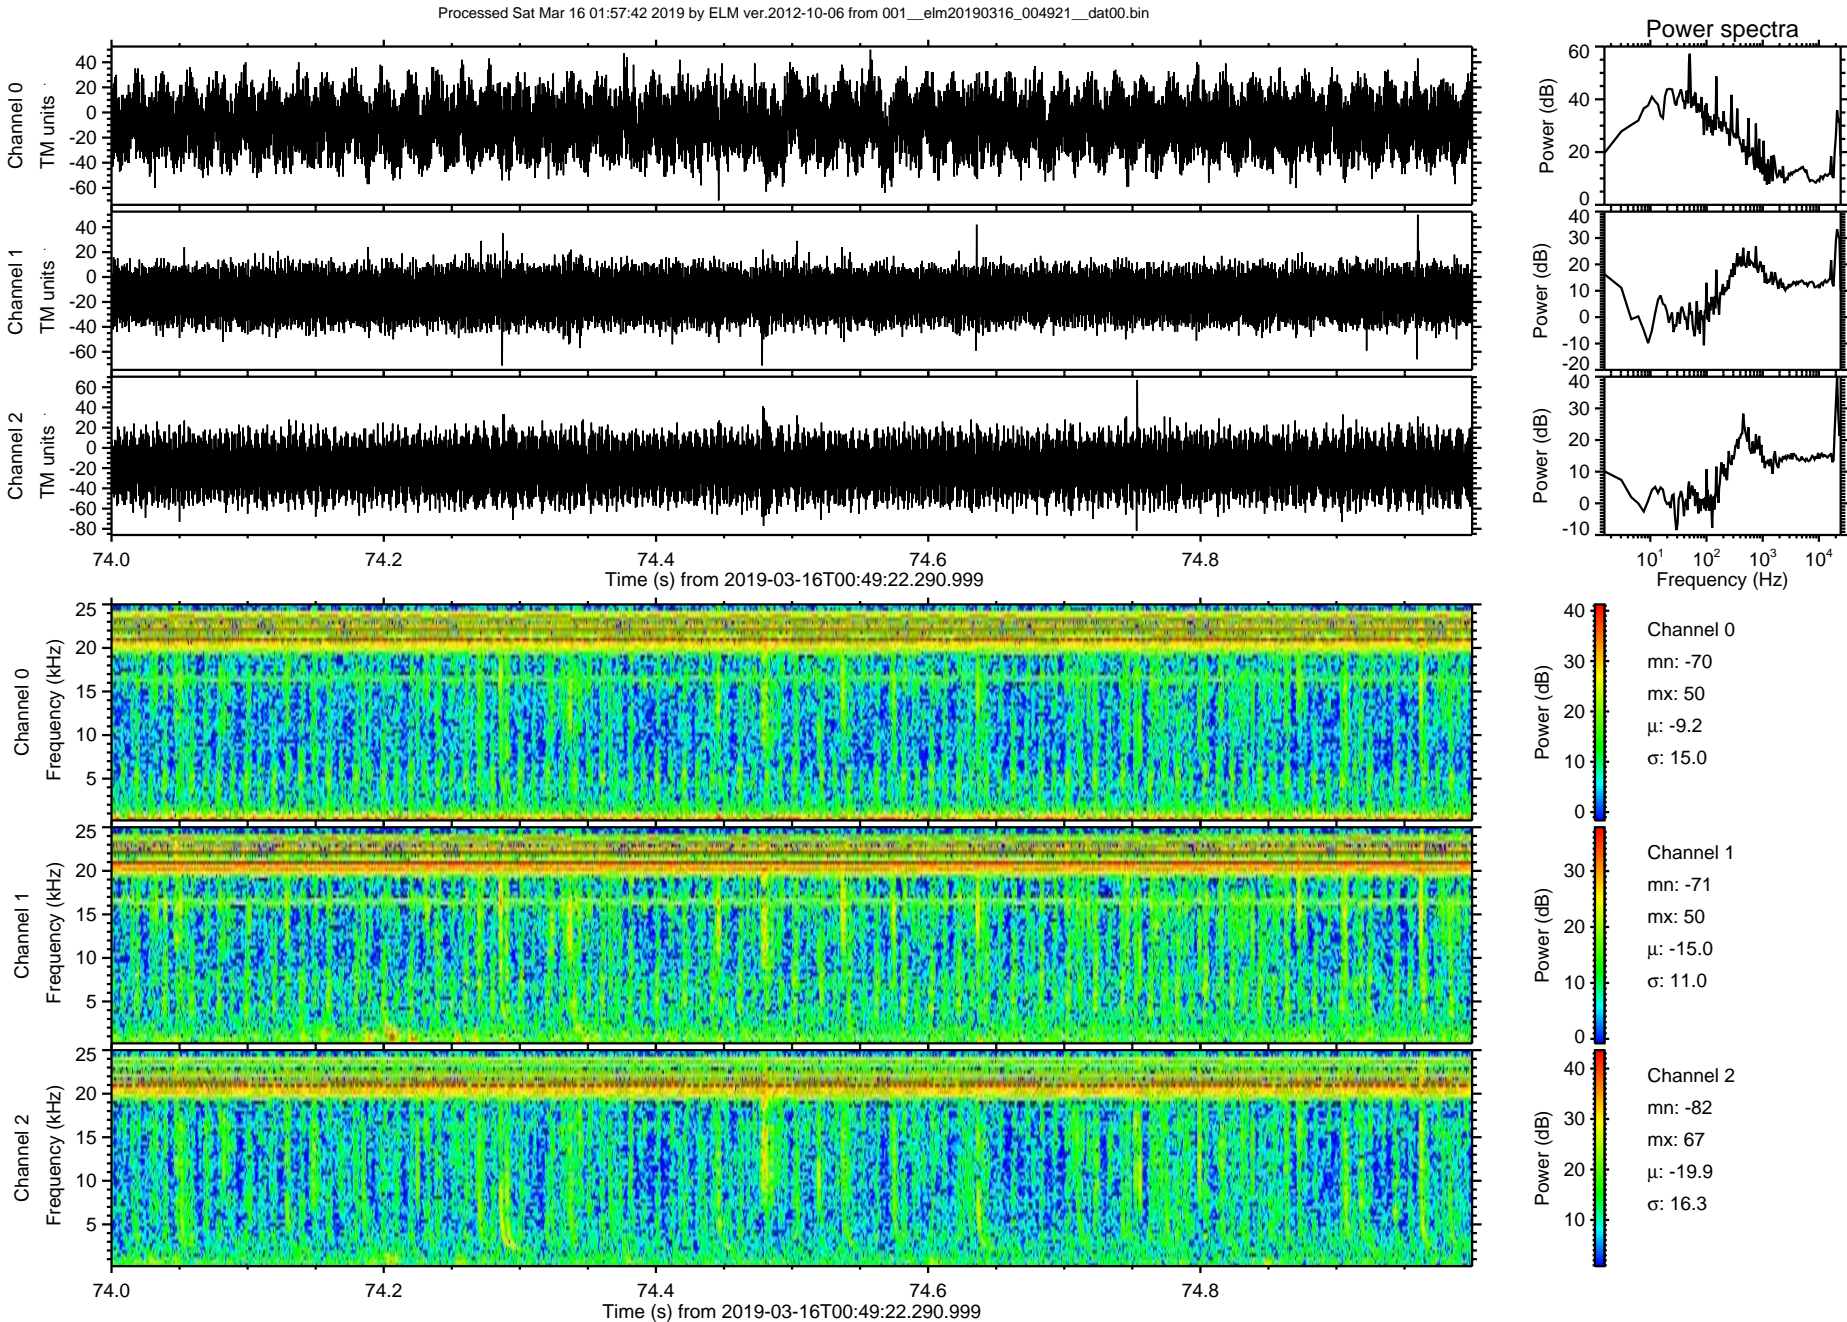 Processed Sat Mar 16 01:57:42 2019 by ELM ver.2012-10-06 from 001__elm20190316_004921__dat00.bin
Power spectra
Channel 0
TM units
40
20
0
-20
-40
-60
Power (dB)
60
40
20
0
Channel 1
TM units
40
20
0
-20
-40
-60
Power (dB)
40
30
20
10
0
-10
-20
Channel 2
TM units
60
40
20
0
-20
-40
-60
-80
Power (dB)
40
30
20
10
0
-10
74.0 74.2 74.4 74.6 74.8
Time (s) from 2019-03-16T00:49:22.290.999
10^1 10^2 10^3 10^4
Frequency (Hz)
Channel 0
Frequency (kHz)
25
20
15
10
5
Power (dB)
40
30
20
10
0
Channel 0
mn: -70
mx: 50
μ: -9.2
σ: 15.0
Channel 1
Frequency (kHz)
25
20
15
10
5
Power (dB)
30
20
10
0
Channel 1
mn: -71
mx: 50
μ: -15.0
σ: 11.0
Channel 2
Frequency (kHz)
25
20
15
10
5
Power (dB)
40
30
20
10
Channel 2
mn: -82
mx: 67
μ: -19.9
σ: 16.3
74.0 74.2 74.4 74.6 74.8
Time (s) from 2019-03-16T00:49:22.290.999